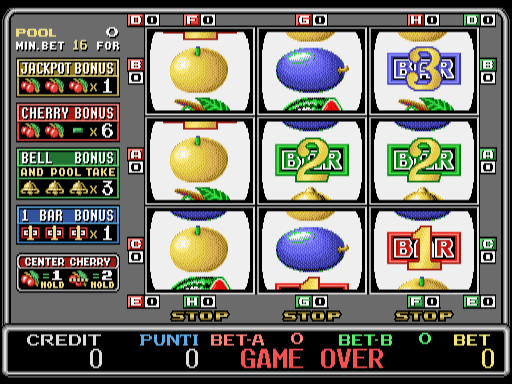 D 0 F 0 G 0 H 0 D 0
POOL 0
MIN.BET 16 FOR
JACKPOT BONUS
x 1
CHERRY BONUS
- x 6
BELL BONUS
AND POOL TAKE
x 3
1 BAR BONUS
x 1
CENTER CHERRY
=1 HOLD =2 HOLD
B 0
BAR 3
B 0
A 0
BAR 2
BAR 2
A 0
C 0
BAR 1
C 0
1
E 0 H 0 G 0 F 0 E 0
STOP STOP STOP
CREDIT PUNTI BET-A 0 BET-B 0 BET
0 0 GAME OVER 0